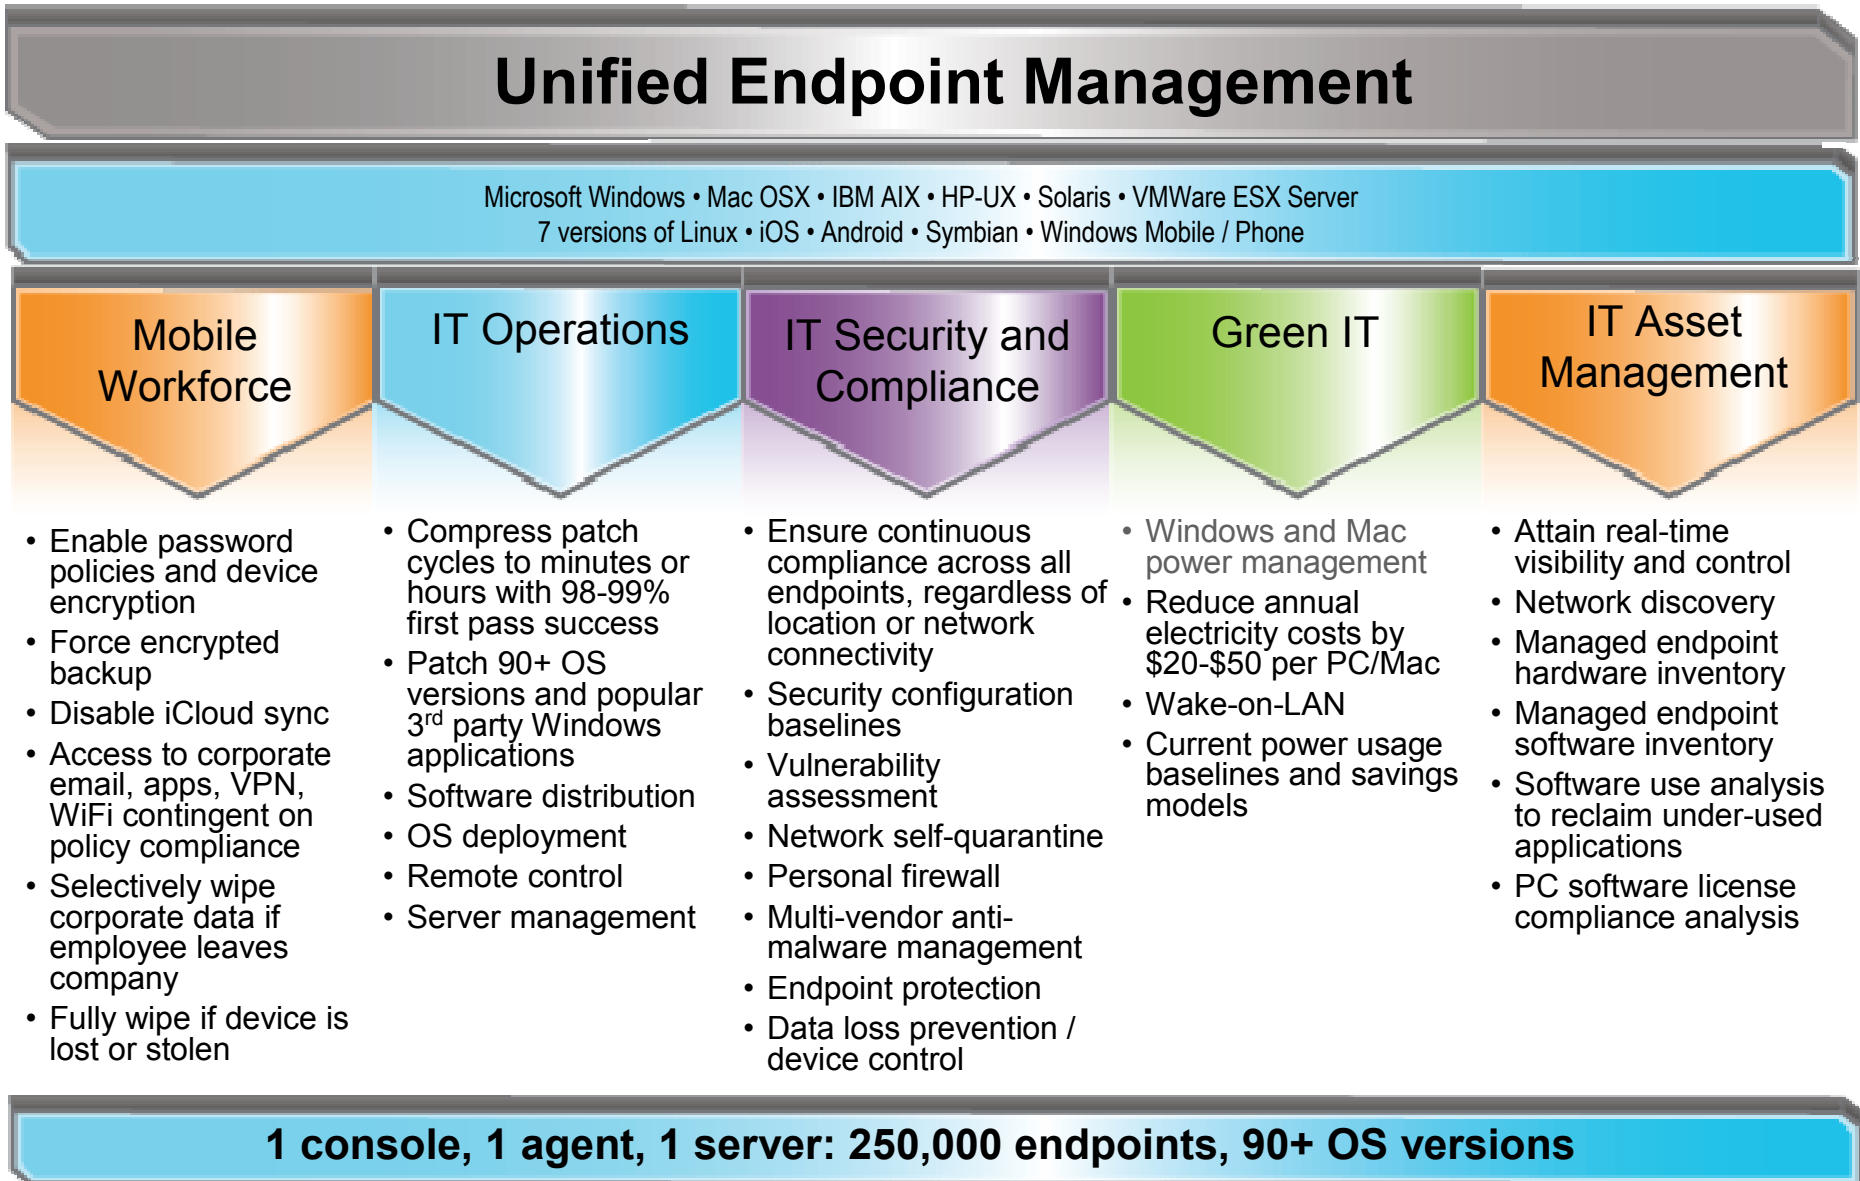 Unified Endpoint Management
Microsoft Windows • Mac OSX • IBM AIX • HP-UX • Solaris • VMWare ESX Server
7 versions of Linux • iOS • Android • Symbian • Windows Mobile / Phone
Mobile
Workforce
• Enable password
policies and device
encryption
• Force encrypted
backup
• Disable iCloud sync
• Access to corporate
email, apps, VPN,
WiFi contingent on
policy compliance
• Selectively wipe
corporate data if
employee leaves
company
• Fully wipe if device is
lost or stolen
IT Operations
• Compress patch
cycles to minutes or
hours with 98-99%
first pass success
• Patch 90+ OS
versions and popular
3rd party Windows
applications
• Software distribution
• OS deployment
• Remote control
• Server management
IT Security and
Compliance
• Ensure continuous
compliance across all
endpoints, regardless of
location or network
connectivity
• Security configuration
baselines
• Vulnerability
assessment
• Network self-quarantine
• Personal firewall
• Multi-vendor anti-
malware management
• Endpoint protection
• Data loss prevention /
device control
Green IT
• Windows and Mac
power management
• Reduce annual
electricity costs by
$20-$50 per PC/Mac
• Wake-on-LAN
• Current power usage
baselines and savings
models
IT Asset
Management
• Attain real-time
visibility and control
• Network discovery
• Managed endpoint
hardware inventory
• Managed endpoint
software inventory
• Software use analysis
to reclaim under-used
applications
• PC software license
compliance analysis
1 console, 1 agent, 1 server: 250,000 endpoints, 90+ OS versions